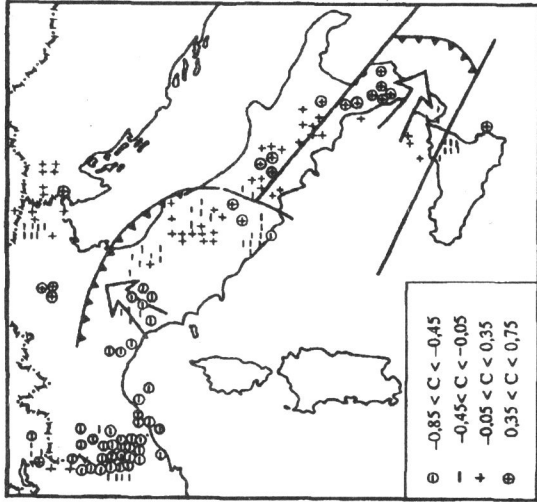 ⊖ −0,85 < C < −0,45
− −0,45< C < −0,05
+ −0,05 < C < 0,35
⊕ 0,35 < C < 0,75